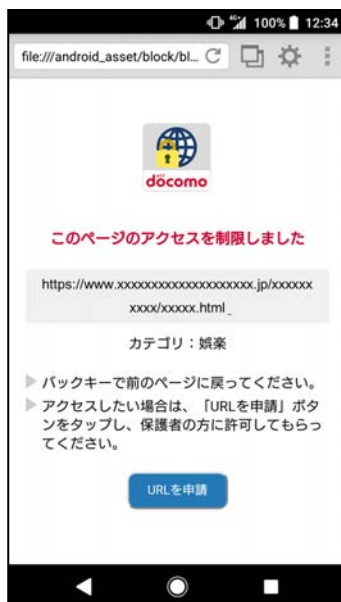 4G 100% 12:34
file:///android_asset/block/bl...
döcomo
このページのアクセスを制限しました
https://www.xxxxxxxxxxxxxxxxxxxx.jp/xxxxxx
xxxx/xxxxx.html
カテゴリ：娯楽
バックキーで前のページに戻ってください。
アクセスしたい場合は、「URLを申請」ボタ
ンをタップし、保護者の方に許可してもらっ
てください。
URLを申請